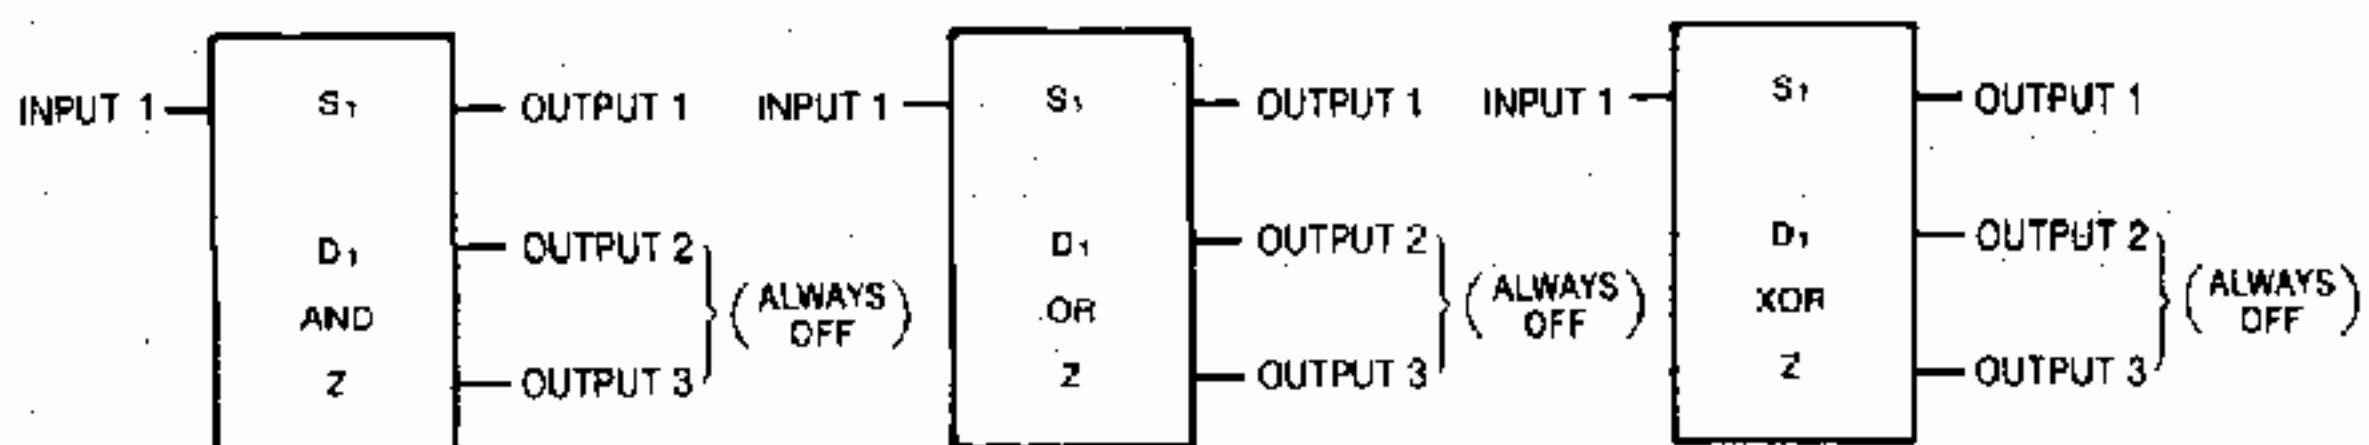 INPUT 1 S1 OUTPUT 1
D1 OUTPUT 2
AND (ALWAYS OFF)
Z OUTPUT 3
INPUT 1 S1 OUTPUT 1
D1 OUTPUT 2
OR (ALWAYS OFF)
Z OUTPUT 3
INPUT 1 S1 OUTPUT 1
D1 OUTPUT 2
XOR (ALWAYS OFF)
Z OUTPUT 3